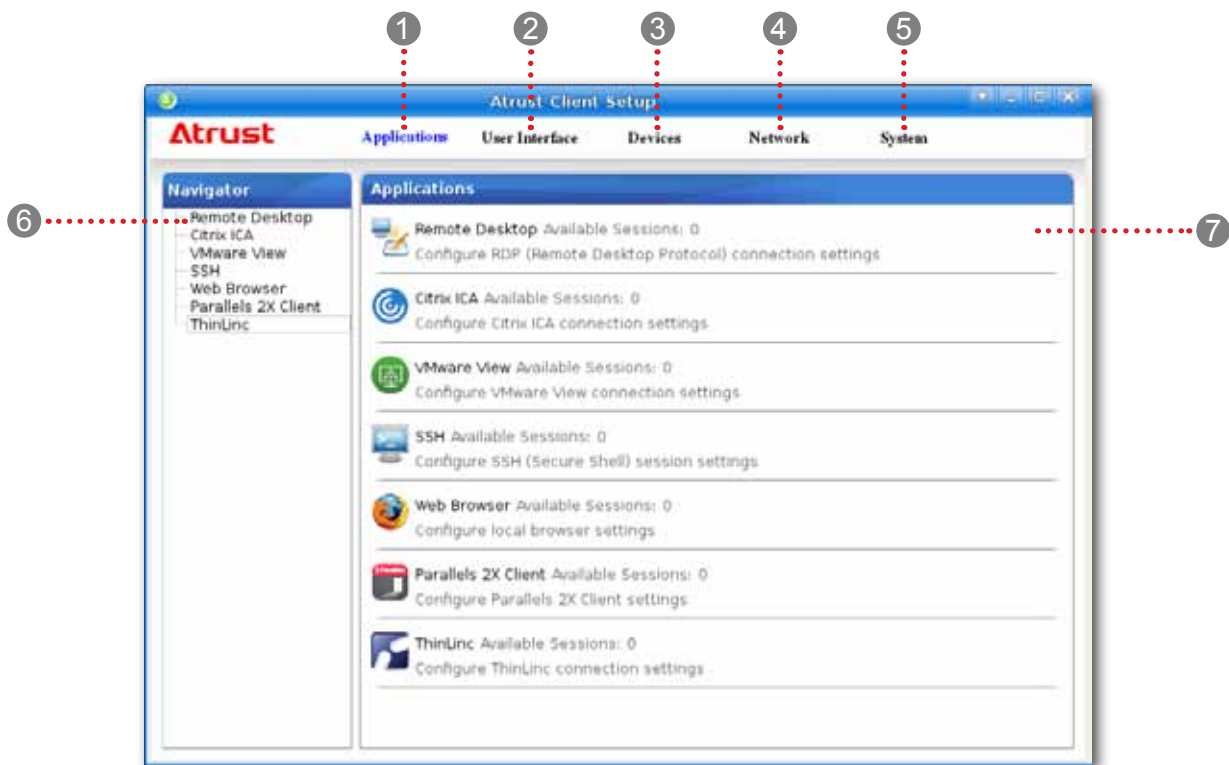 1 2 3 4 5
Atrust Client Setup
Atrust Applications User Interface Devices Network System
Navigator
6
Remote Desktop
Citrix ICA
VMware View
SSH
Web Browser
Parallels 2X Client
ThinLinc
Applications
7
Remote Desktop Available Sessions: 0
Configure RDP (Remote Desktop Protocol) connection settings
Citrix ICA Available Sessions: 0
Configure Citrix ICA connection settings
VMware View Available Sessions: 0
Configure VMware View connection settings
SSH Available Sessions: 0
Configure SSH (Secure Shell) session settings
Web Browser Available Sessions: 0
Configure local browser settings
Parallels 2X Client Available Sessions: 0
Configure Parallels 2X Client settings
ThinLinc Available Sessions: 0
Configure ThinLinc connection settings